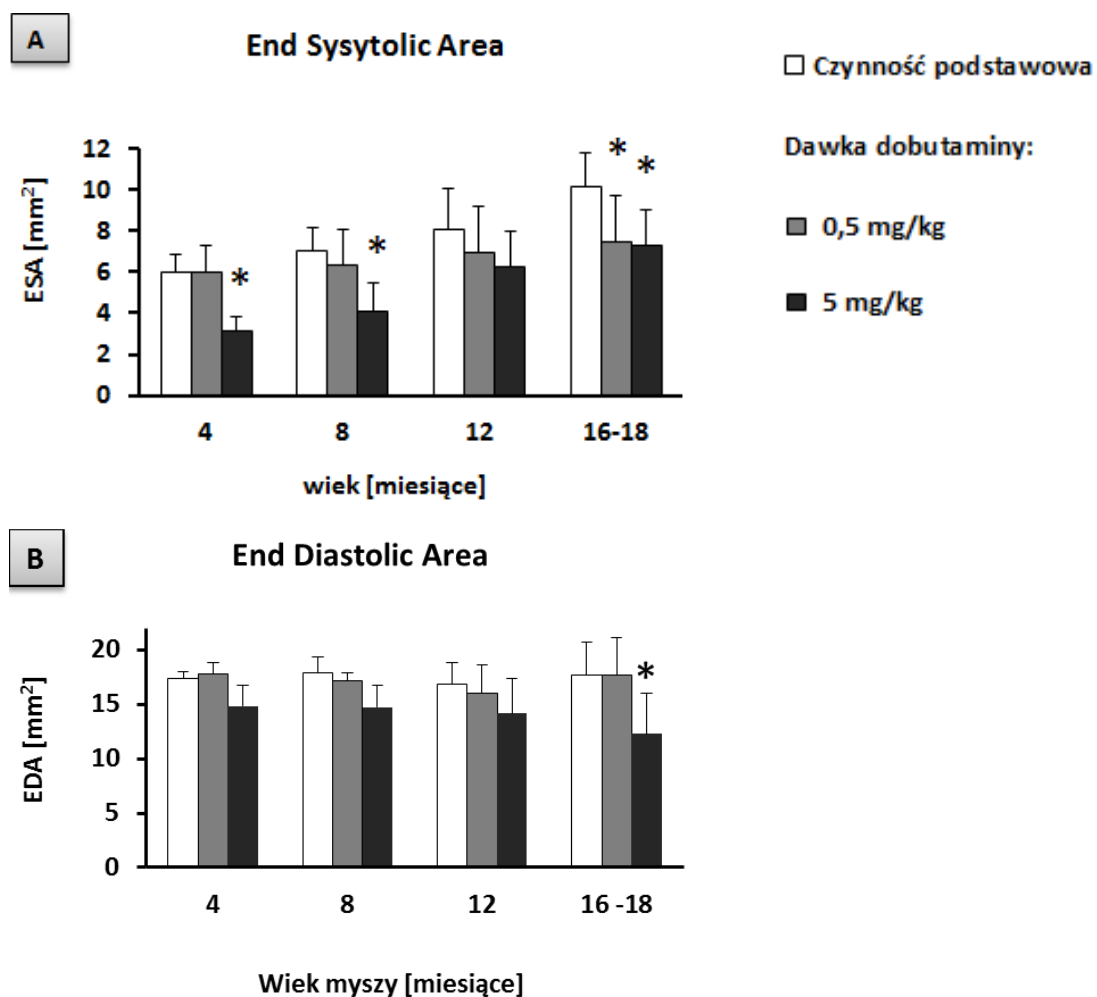 A
End Sysytolic Area
Czynność podstawowa
Dawka dobutaminy:
0,5 mg/kg
5 mg/kg
ESA [mm²]
12
10
8
6
4
2
0
* * * *
4 8 12 16-18
wiek [miesiące]
B
End Diastolic Area
EDA [mm²]
20
15
10
5
0
*
4 8 12 16 -18
Wiek myszy [miesiące]